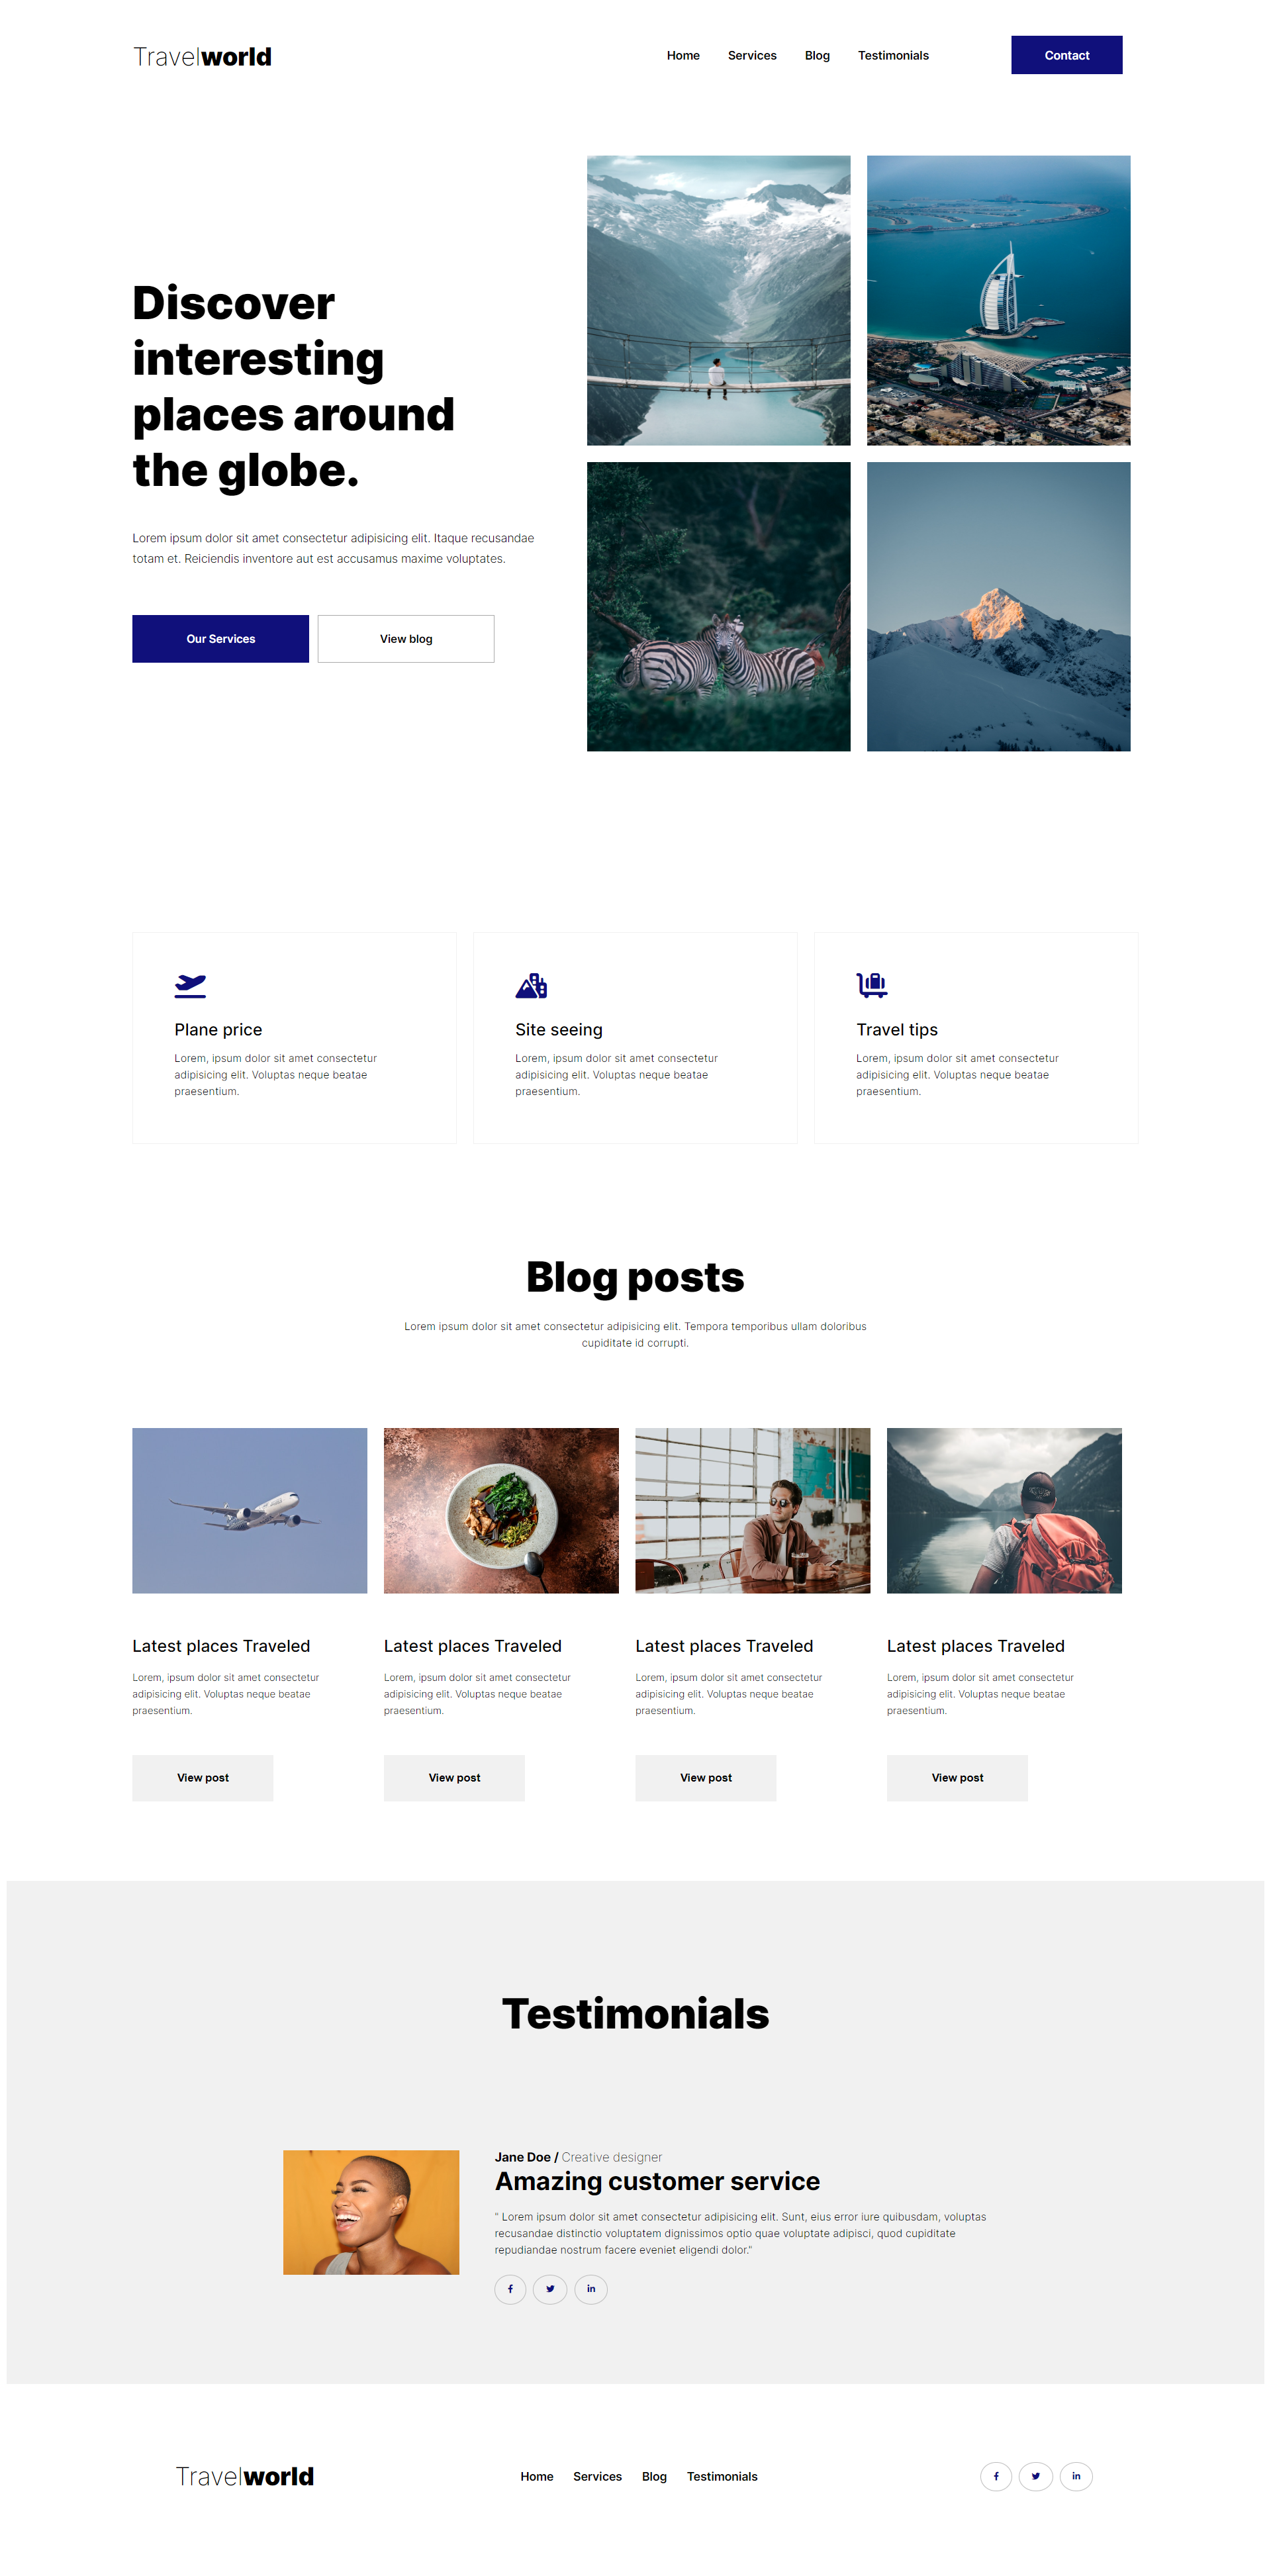 Travelworld
Home Services Blog Testimonials Contact
Discover
interesting
places around
the globe.
Lorem ipsum dolor sit amet consectetur adipisicing elit. Itaque recusandae
totam et. Reiciendis inventore aut est accusamus maxime voluptates.
Our Services View blog
Plane price
Lorem, ipsum dolor sit amet consectetur
adipisicing elit. Voluptas neque beatae
praesentium.
Site seeing
Lorem, ipsum dolor sit amet consectetur
adipisicing elit. Voluptas neque beatae
praesentium.
Travel tips
Lorem, ipsum dolor sit amet consectetur
adipisicing elit. Voluptas neque beatae
praesentium.
Blog posts
Lorem ipsum dolor sit amet consectetur adipisicing elit. Tempora temporibus ullam doloribus
cupiditate id corrupti.
Latest places Traveled
Lorem, ipsum dolor sit amet consectetur
adipisicing elit. Voluptas neque beatae
praesentium.
View post
Latest places Traveled
Lorem, ipsum dolor sit amet consectetur
adipisicing elit. Voluptas neque beatae
praesentium.
View post
Latest places Traveled
Lorem, ipsum dolor sit amet consectetur
adipisicing elit. Voluptas neque beatae
praesentium.
View post
Latest places Traveled
Lorem, ipsum dolor sit amet consectetur
adipisicing elit. Voluptas neque beatae
praesentium.
View post
Testimonials
Jane Doe / Creative designer
Amazing customer service
" Lorem ipsum dolor sit amet consectetur adipisicing elit. Sunt, eius error iure quibusdam, voluptas
recusandae distinctio voluptatem dignissimos optio quae voluptate adipisci, quod cupiditate
repudiandae nostrum facere eveniet eligendi dolor."
Travelworld
Home Services Blog Testimonials